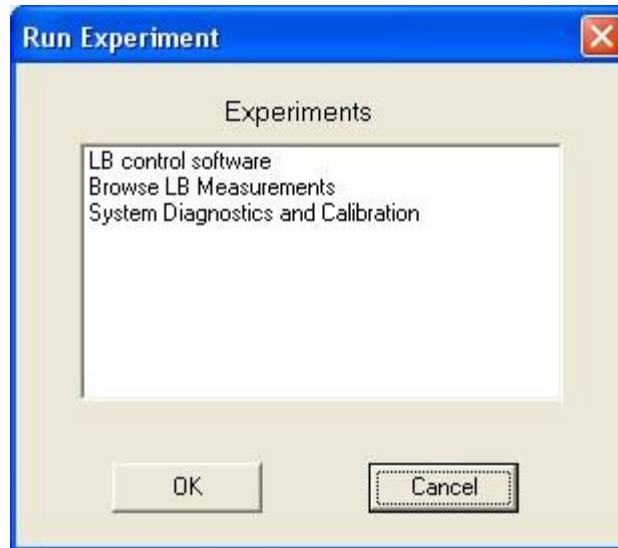 Run Experiment
Experiments
LB control software
Browse LB Measurements
System Diagnostics and Calibration
OK
Cancel